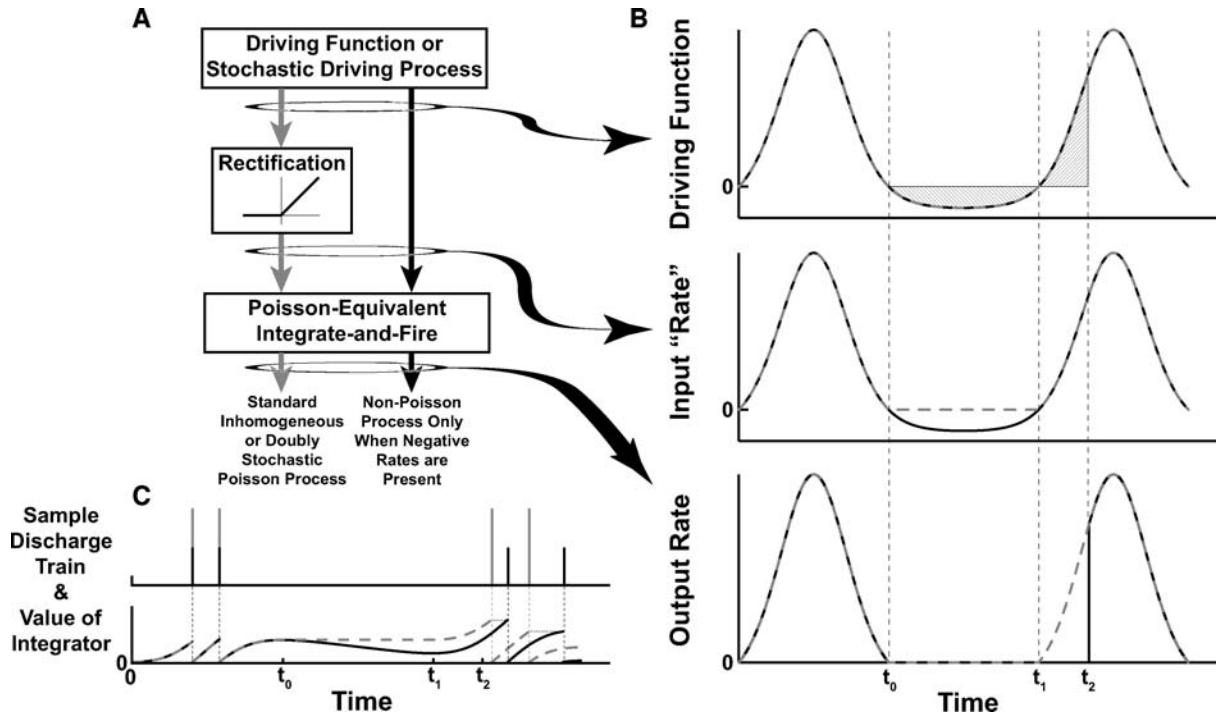 A
Driving Function or
Stochastic Driving Process
Rectification
Poisson-Equivalent
Integrate-and-Fire
Standard
Inhomogeneous
or Doubly
Stochastic
Poisson Process
Non-Poisson
Process Only
When Negative
Rates are
Present
B
Driving Function
0
Input “Rate”
0
Output Rate
0
t0
t1
t2
Time
C
Sample
Discharge
Train
&
Value of
Integrator
0
0
t0
t1
t2
Time